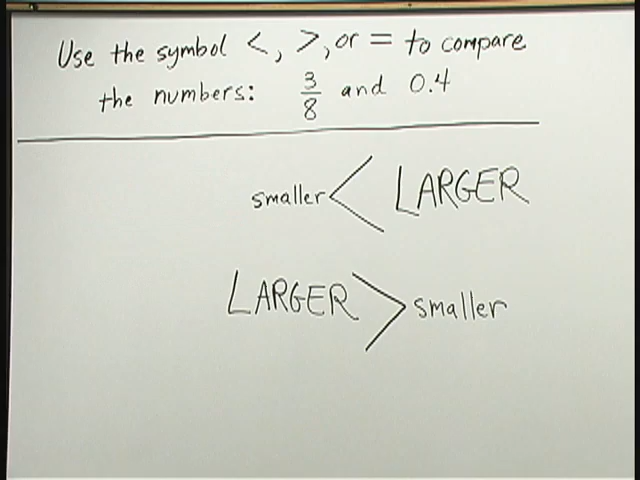 Use the symbol <, >, or = to compare
the numbers: 3/8 and 0.4
smaller < LARGER
LARGER > smaller